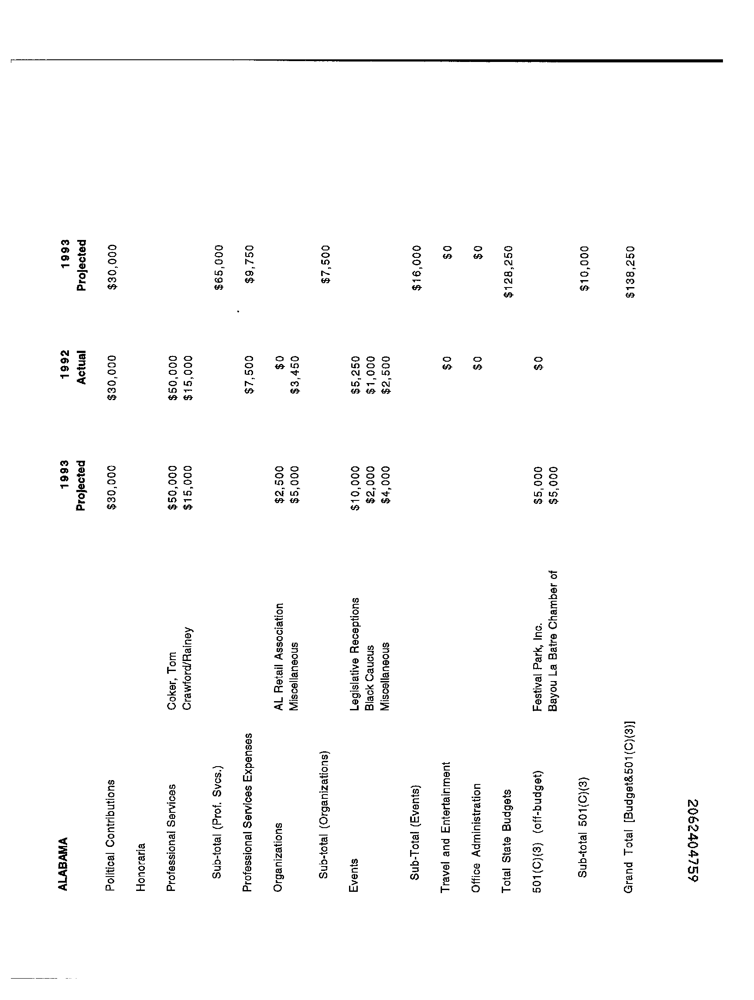 ALABAMA 1993 1992 1993
Projected Actual Projected
Political Contributions $30,000 $30,000 $30,000
Honoraria
Professional Services Coker, Tom $50,000 $50,000
Crawford/Rainey $15,000 $15,000
Sub-total (Prof. Svcs.) $65,000
Professional Services Expenses $7,500 $9,750
Organizations AL Retail Association $2,500 $0
Miscellaneous $5,000 $3,450
Sub-total (Organizations) $7,500
Events Legislative Receptions $10,000 $5,250
Black Caucus $2,000 $1,000
Miscellaneous $4,000 $2,500
Sub-Total (Events) $16,000
Travel and Entertainment $0 $0
Office Administration $0 $0
Total State Budgets $128,250
501(C)(3) (off-budget) Festival Park, Inc. $5,000 $0
Bayou La Batre Chamber of $5,000
Sub-total 501(C)(3) $10,000
Grand Total [Budget&501(C)(3)] $138,250
2062404759